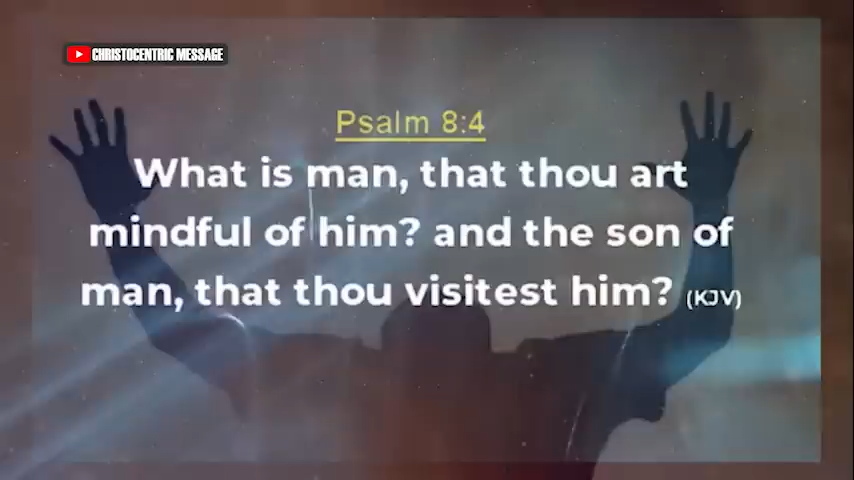 CHRISTOCENTRIC MESSAGE
Psalm 8:4
What is man, that thou art
mindful of him? and the son of
man, that thou visitest him? (KJV)